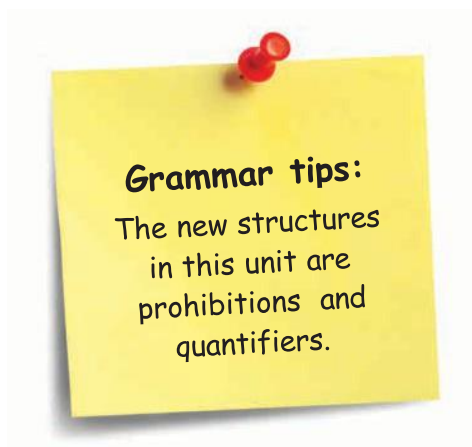 Grammar tips:
The new structures
in this unit are
prohibitions and
quantifiers.